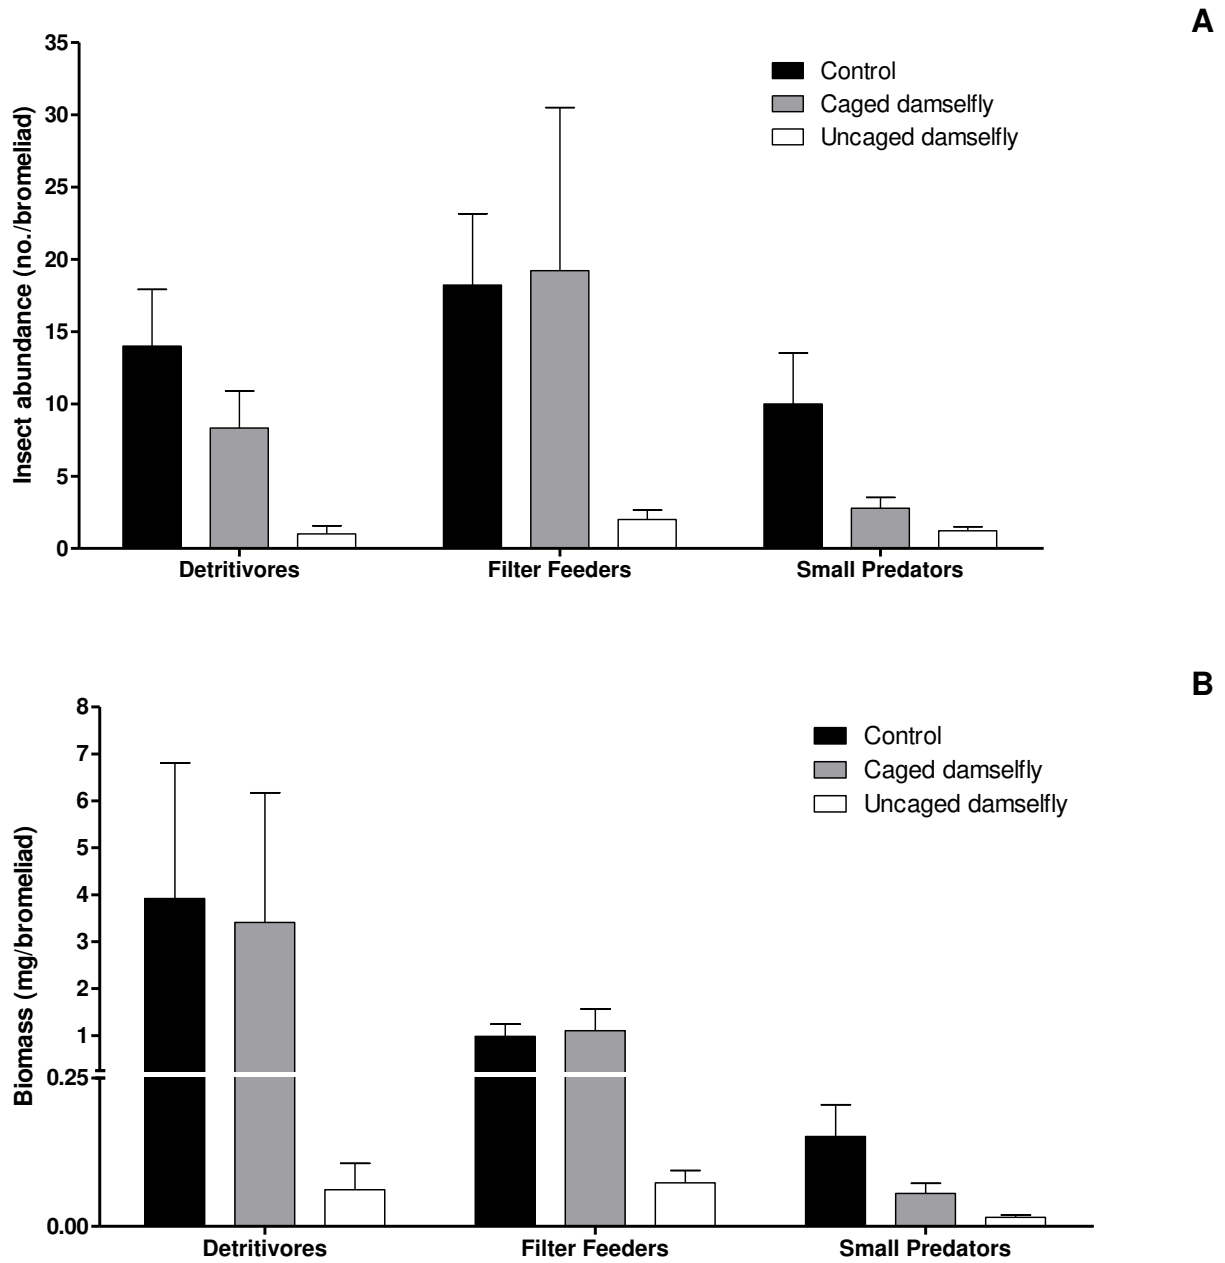 A
35
30
25
20
15
10
5
0
Insect abundance (no./bromeliad)
Control
Caged damselfly
Uncaged damselfly
Detritivores
Filter Feeders
Small Predators
B
8
7
6
5
4
3
2
1
0.25
0.00
Biomass (mg/bromeliad)
Control
Caged damselfly
Uncaged damselfly
Detritivores
Filter Feeders
Small Predators